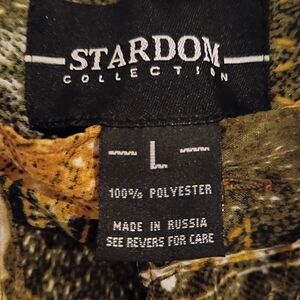 STARDOM
COLLECTION
L
100% POLYESTER
MADE IN RUSSIA
SEE REVERS FOR CARE